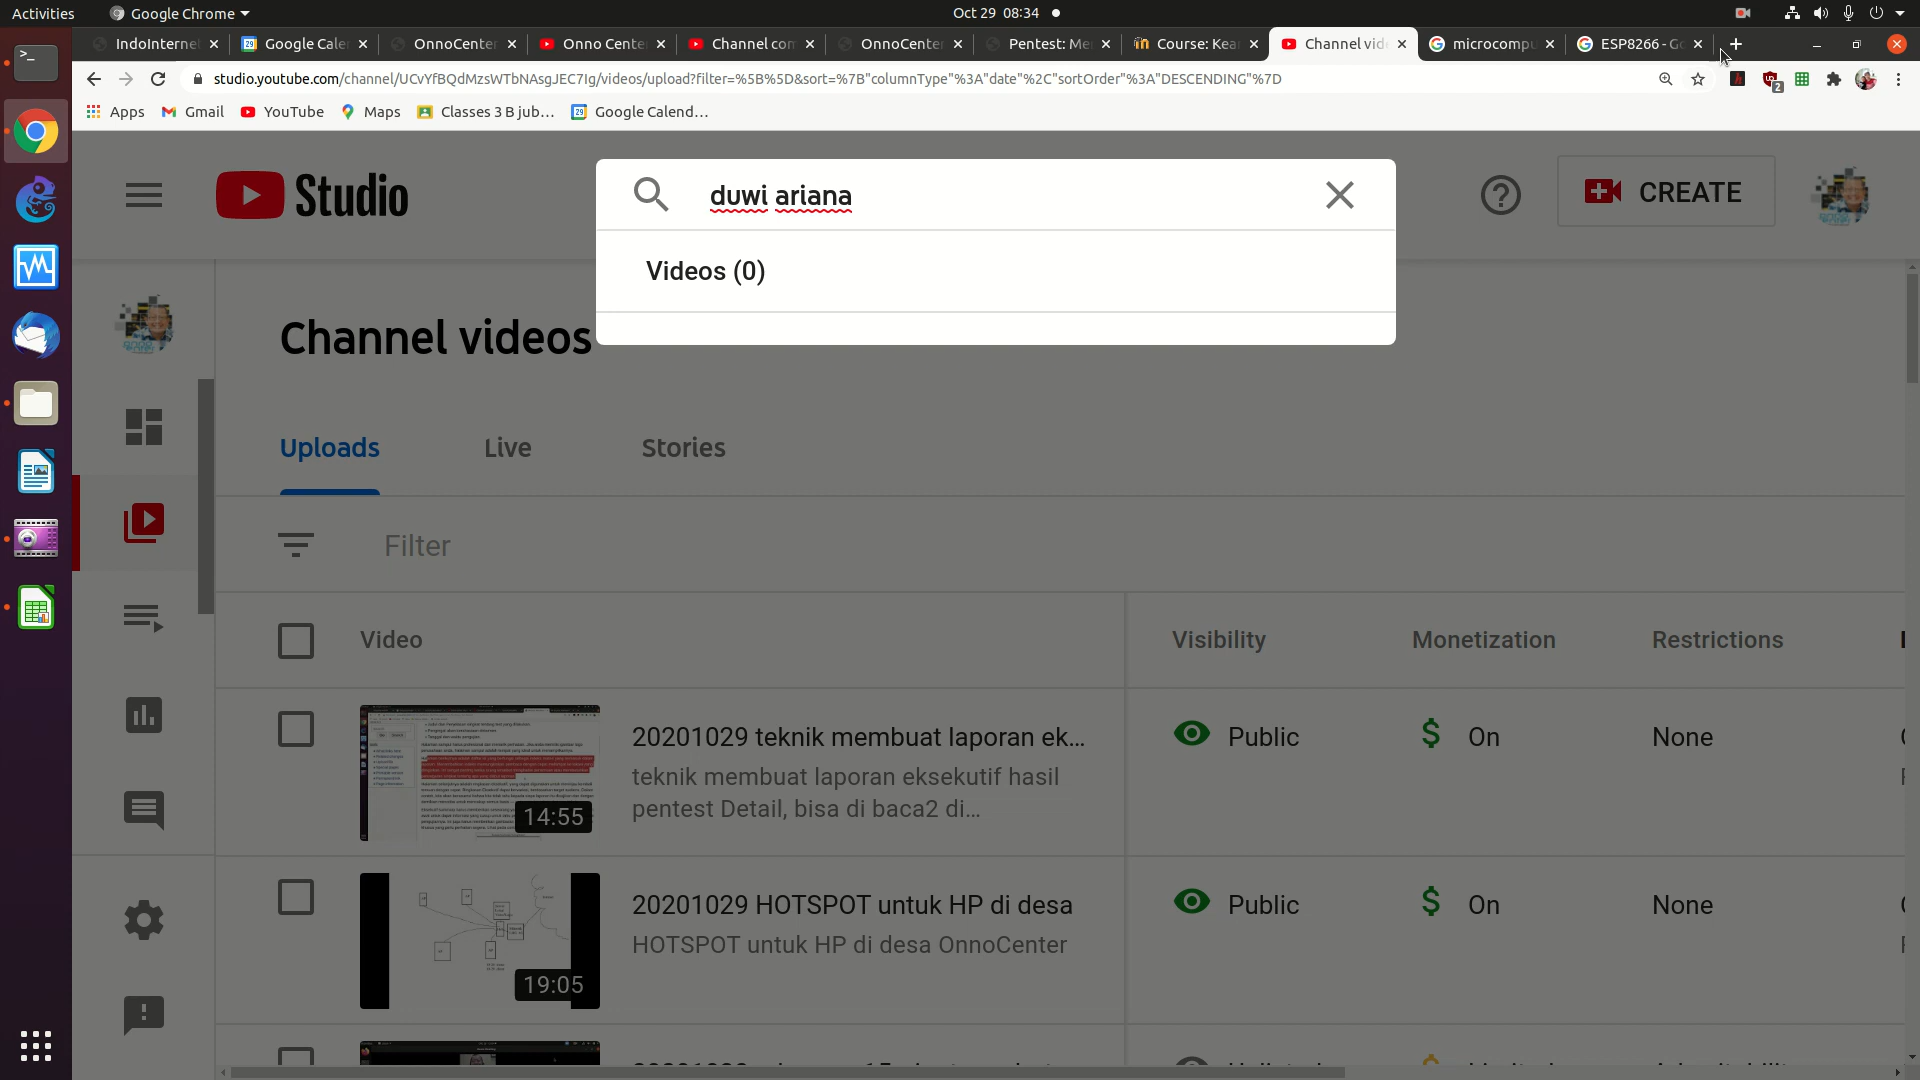 Activities
Google Chrome
Oct 29 08:34
IndoInterne
Google Cale
OnnoCenter
Onno Cente
Channel con
OnnoCenter
Pentest: Me
Course: Kea
Channel vid
microcompu
ESP8266 - Go
studio.youtube.com/channel/UCvYfBQdMzsWTbNAsgJEC7Ig/videos/upload?filter=%5B%5D&sort=%7B"columnType"%3A"date"%2C"sortOrder"%3A"DESCENDING"%7D
2
Apps
Gmail
YouTube
Maps
Classes 3 B jub...
Google Calend...
Studio
duwi ariana
CREATE
Videos (0)
Channel videos
Uploads
Live
Stories
Filter
Video
Visibility
Monetization
Restrictions
20201029 teknik membuat laporan ek...
teknik membuat laporan eksekutif hasil
pentest Detail, bisa di baca2 di...
14:55
Public
On
None
20201029 HOTSPOT untuk HP di desa
HOTSPOT untuk HP di desa OnnoCenter
19:05
Public
On
None